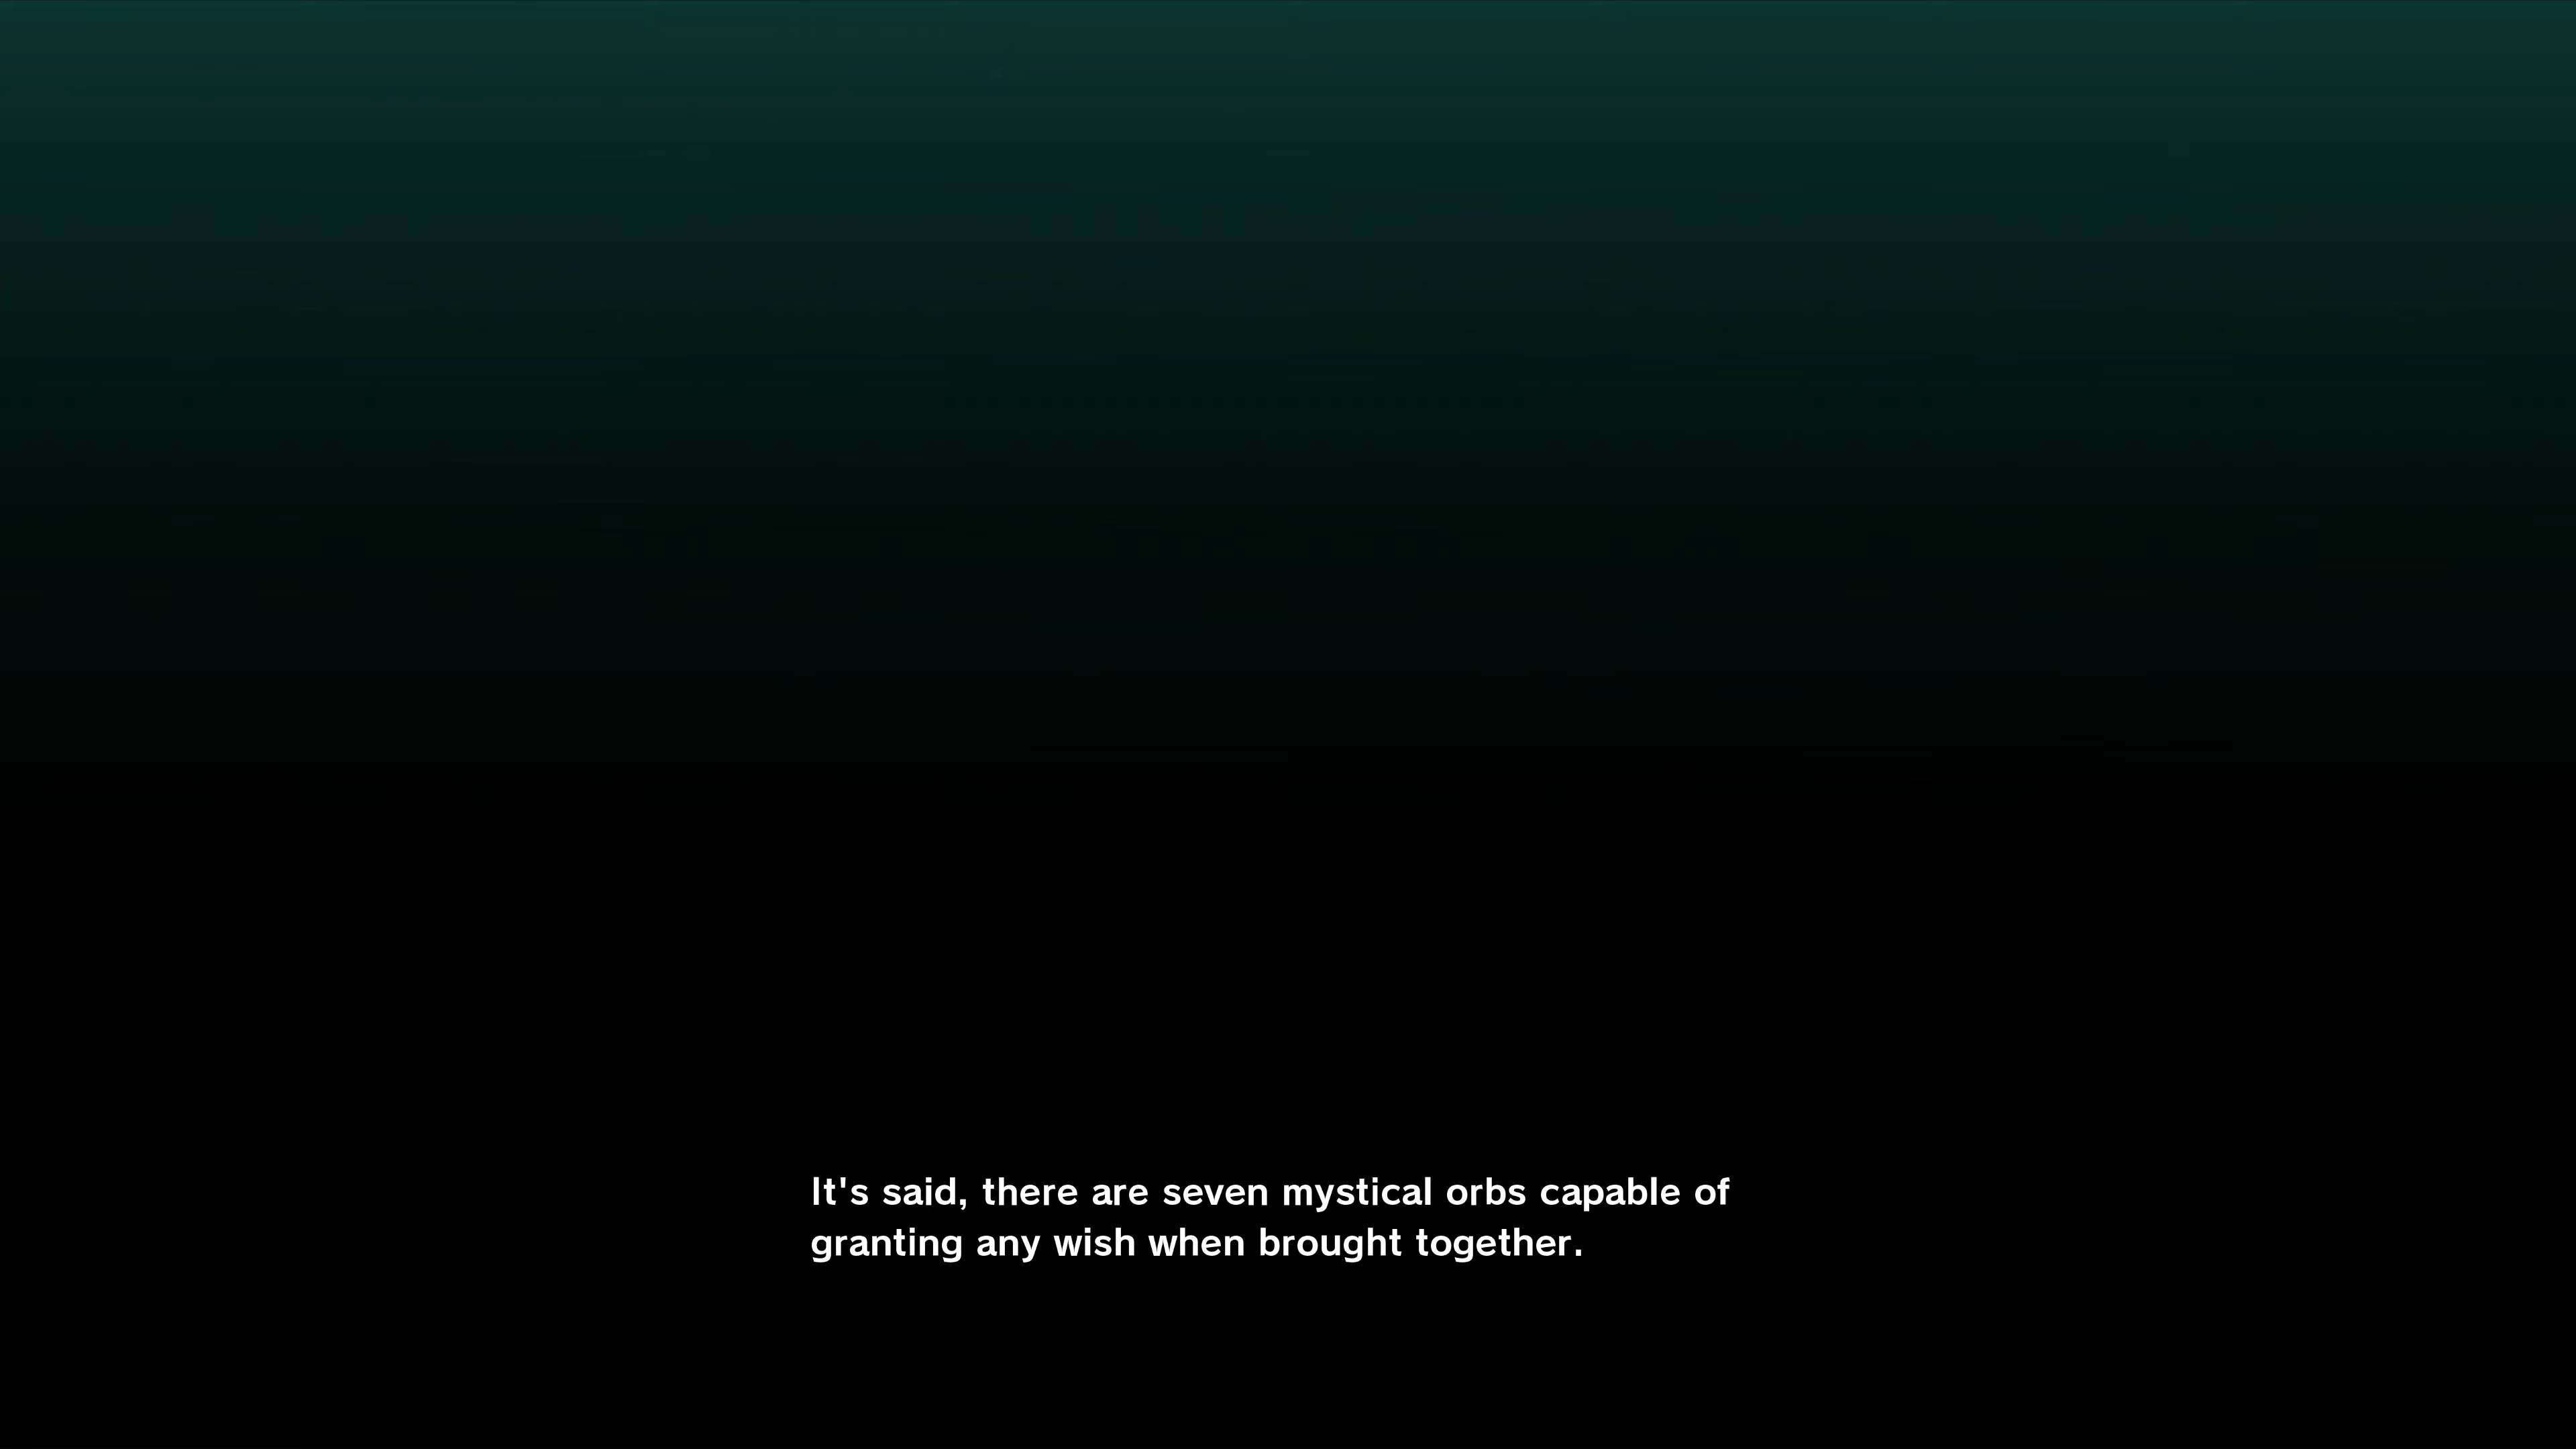 It's said, there are seven mystical orbs capable of
granting any wish when brought together.